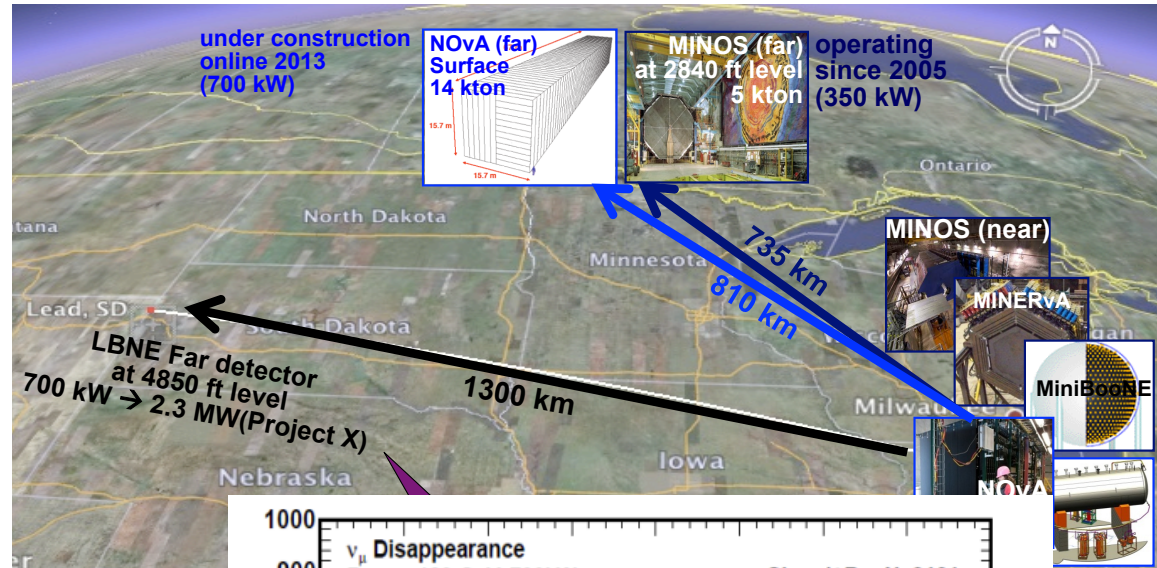 under construction
online 2013
(700 kW)
NOvA (far)
Surface
14 kton
15.7 m
15.7 m
MINOS (far)
at 2840 ft level
5 kton
operating
since 2005
(350 kW)
N
Ontario
North Dakota
tana
Minnesota
MINOS (near)
735 km
810 km
MINERvA
gan
Lead, SD
South Dakota
LBNE Far detector
at 4850 ft level
700 kW → 2.3 MW(Project X)
1300 km
MiniBooNE
Milwaukee
Iowa
Nebraska
NOvA
1000
νμ Disappearance
900